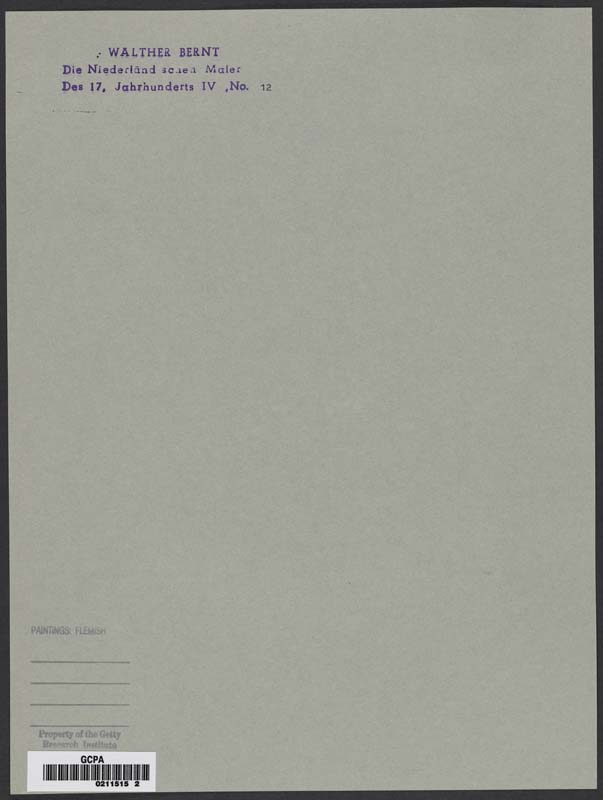 WALTHER BERNT
Die Niederländischen Maler
Des 17, Jahrhunderts IV ,No. 12
PAINTINGS: FLEMISH
Property of the Getty
Research Institute
GCPA
0211515 2